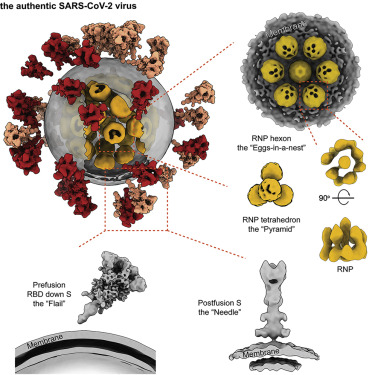 the authentic SARS-CoV-2 virus
Membrane
RNP hexon
the "Eggs-in-a-nest"
RNP tetrahedron
the "Pyramid"
90°
RNP
Prefusion
RBD down S
the "Flail"
Membrane
Postfusion S
the "Needle"
Membrane